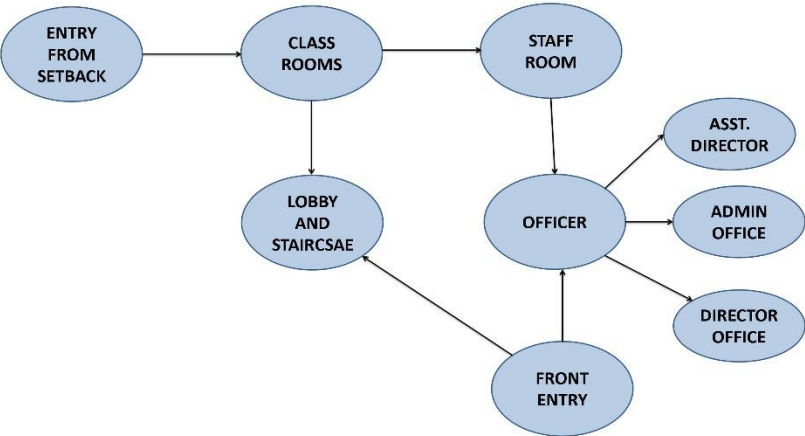 ENTRY
FROM
SETBACK
CLASS
ROOMS
STAFF
ROOM
ASST.
DIRECTOR
LOBBY
AND
STAIRCSAE
OFFICER
ADMIN
OFFICE
DIRECTOR
OFFICE
FRONT
ENTRY